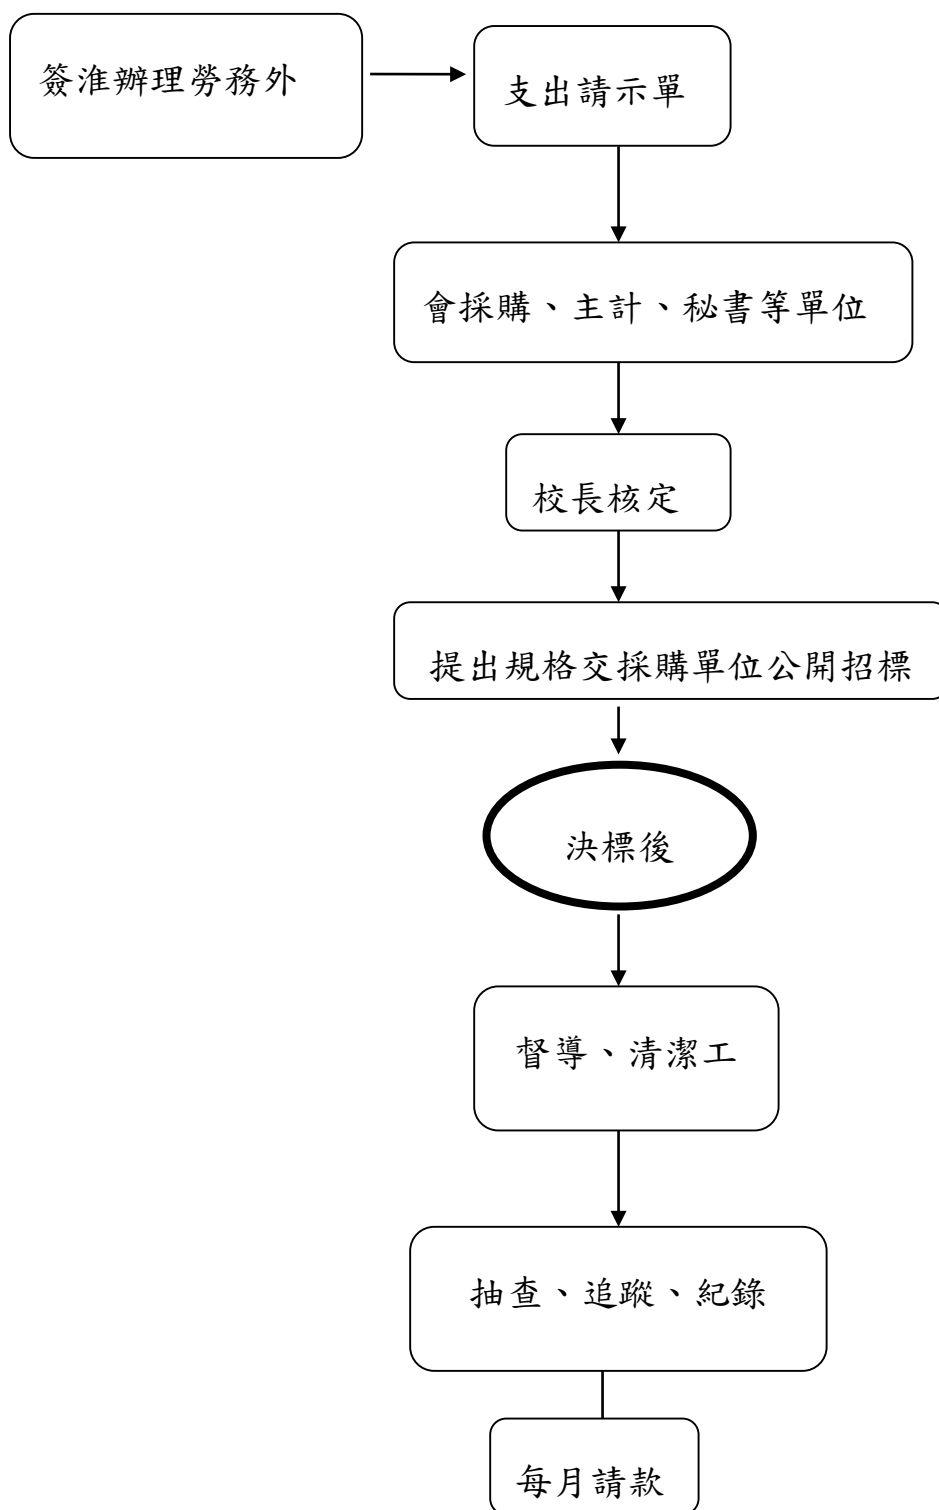 簽准辦理勞務外
支出請示單
會採購、主計、秘書等單位
校長核定
提出規格交採購單位公開招標
決標後
督導、清潔工
抽查、追蹤、紀錄
每月請款